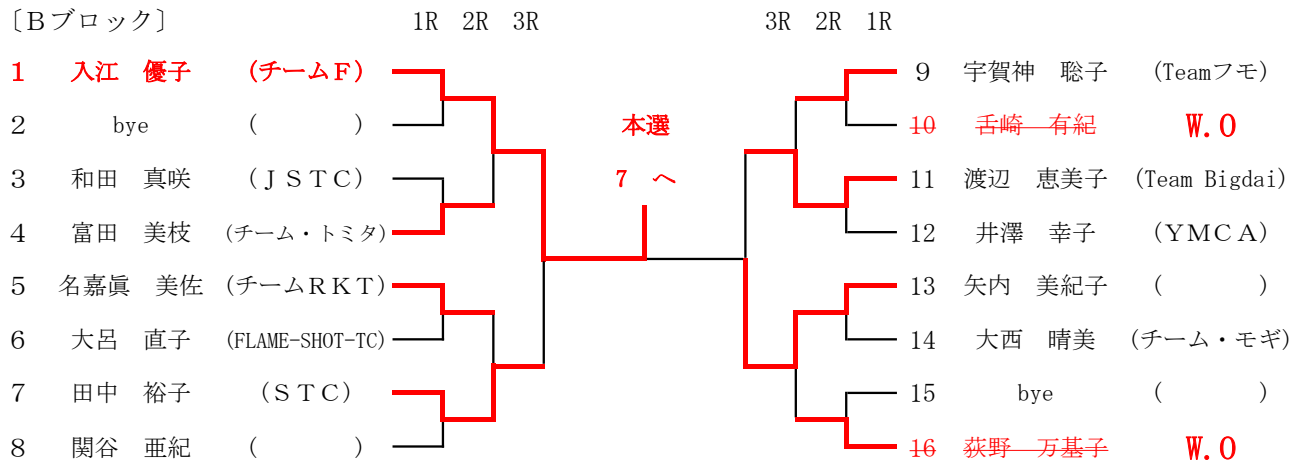 〔Bブロック〕 1R 2R 3R 3R 2R 1R
1 入江 優子 (チームF) 9 宇賀神 聡子 (Teamフモ)
2 bye ( ) 本選 10 舌崎 有紀 W.O
3 和田 真咲 (JSTC) 7 へ 11 渡辺 恵美子 (Team Bigdai)
4 富田 美枝 (チーム・トミタ) 12 井澤 幸子 (YMCA)
5 名嘉眞 美佐 (チームRKT) 13 矢内 美紀子 ( )
6 大呂 直子 (FLAME-SHOT-TC) 14 大西 晴美 (チーム・モギ)
7 田中 裕子 (STC) 15 bye ( )
8 関谷 亜紀 ( ) 16 荻野 万基子 W.O